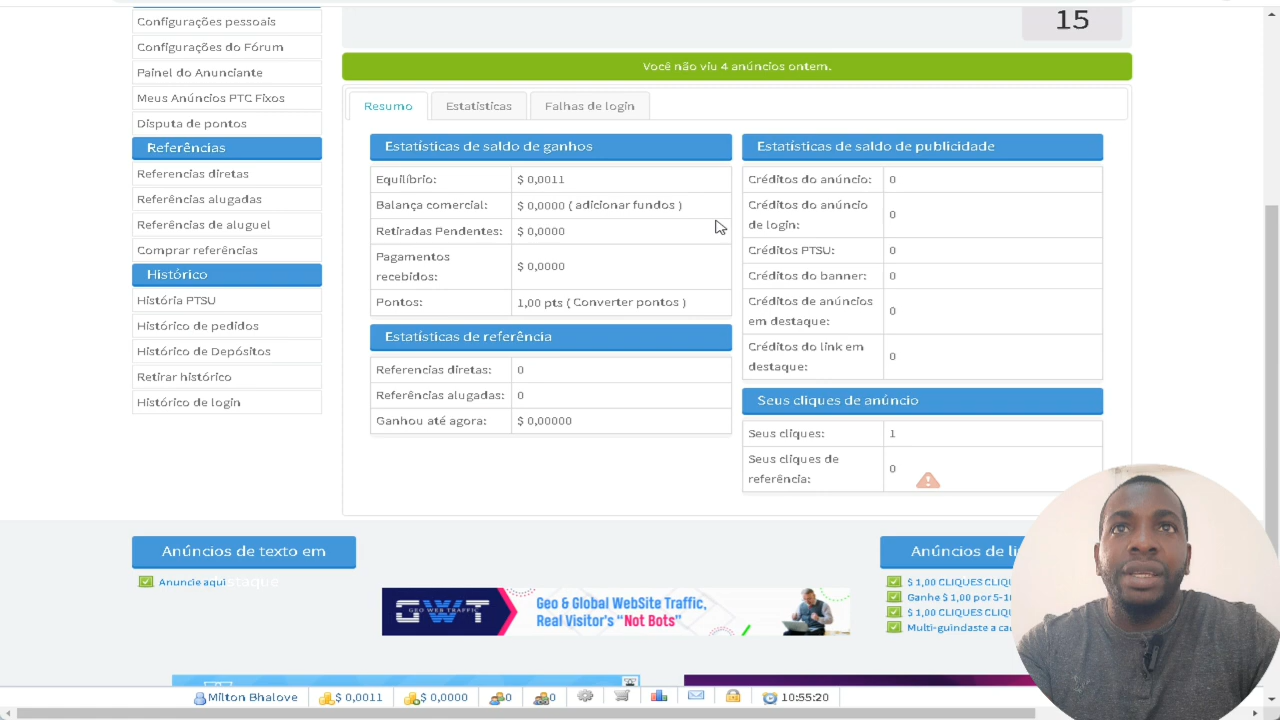 Configurações pessoais
Configurações do Fórum
Painel do Anunciante
Meus Anúncios PTC Fixos
Disputa de pontos
Referências
Referencias diretas
Referências alugadas
Referências de aluguel
Comprar referências
Histórico
História PTSU
Histórico de pedidos
Histórico de Depósitos
Retirar histórico
Histórico de login
15
Você não viu 4 anúncios ontem.
Resumo Estatísticas Falhas de login
Estatísticas de saldo de ganhos
Equilíbrio: $ 0,0011
Balança comercial: $ 0,0000 ( adicionar fundos )
Retiradas Pendentes: $ 0,0000
Pagamentos
recebidos: $ 0,0000
Pontos: 1,00 pts ( Converter pontos )
Estatísticas de referência
Referencias diretas: 0
Referências alugadas: 0
Ganhou até agora: $ 0,00000
Estatísticas de saldo de publicidade
Créditos do anúncio: 0
Créditos do anúncio
de login: 0
Créditos PTSU: 0
Créditos do banner: 0
Créditos de anúncios
em destaque: 0
Créditos do link em
destaque: 0
Seus cliques de anúncio
Seus cliques: 1
Seus cliques de
referência: 0
Anúncios de texto em
destaque
Anuncie aqui
GWT
GEO WEB TRAFFIC
Geo & Global WebSite Traffic,
Real Visitor's "Not Bots"
Anúncios de
$ 1,00 CLIQUES
Ganhe $ 1,00 por
$ 1,00 CLIQUES
Multi-guindaste a
Milton Bhalove $ 0,0011 $ 0,0000 0 0 10:55:20